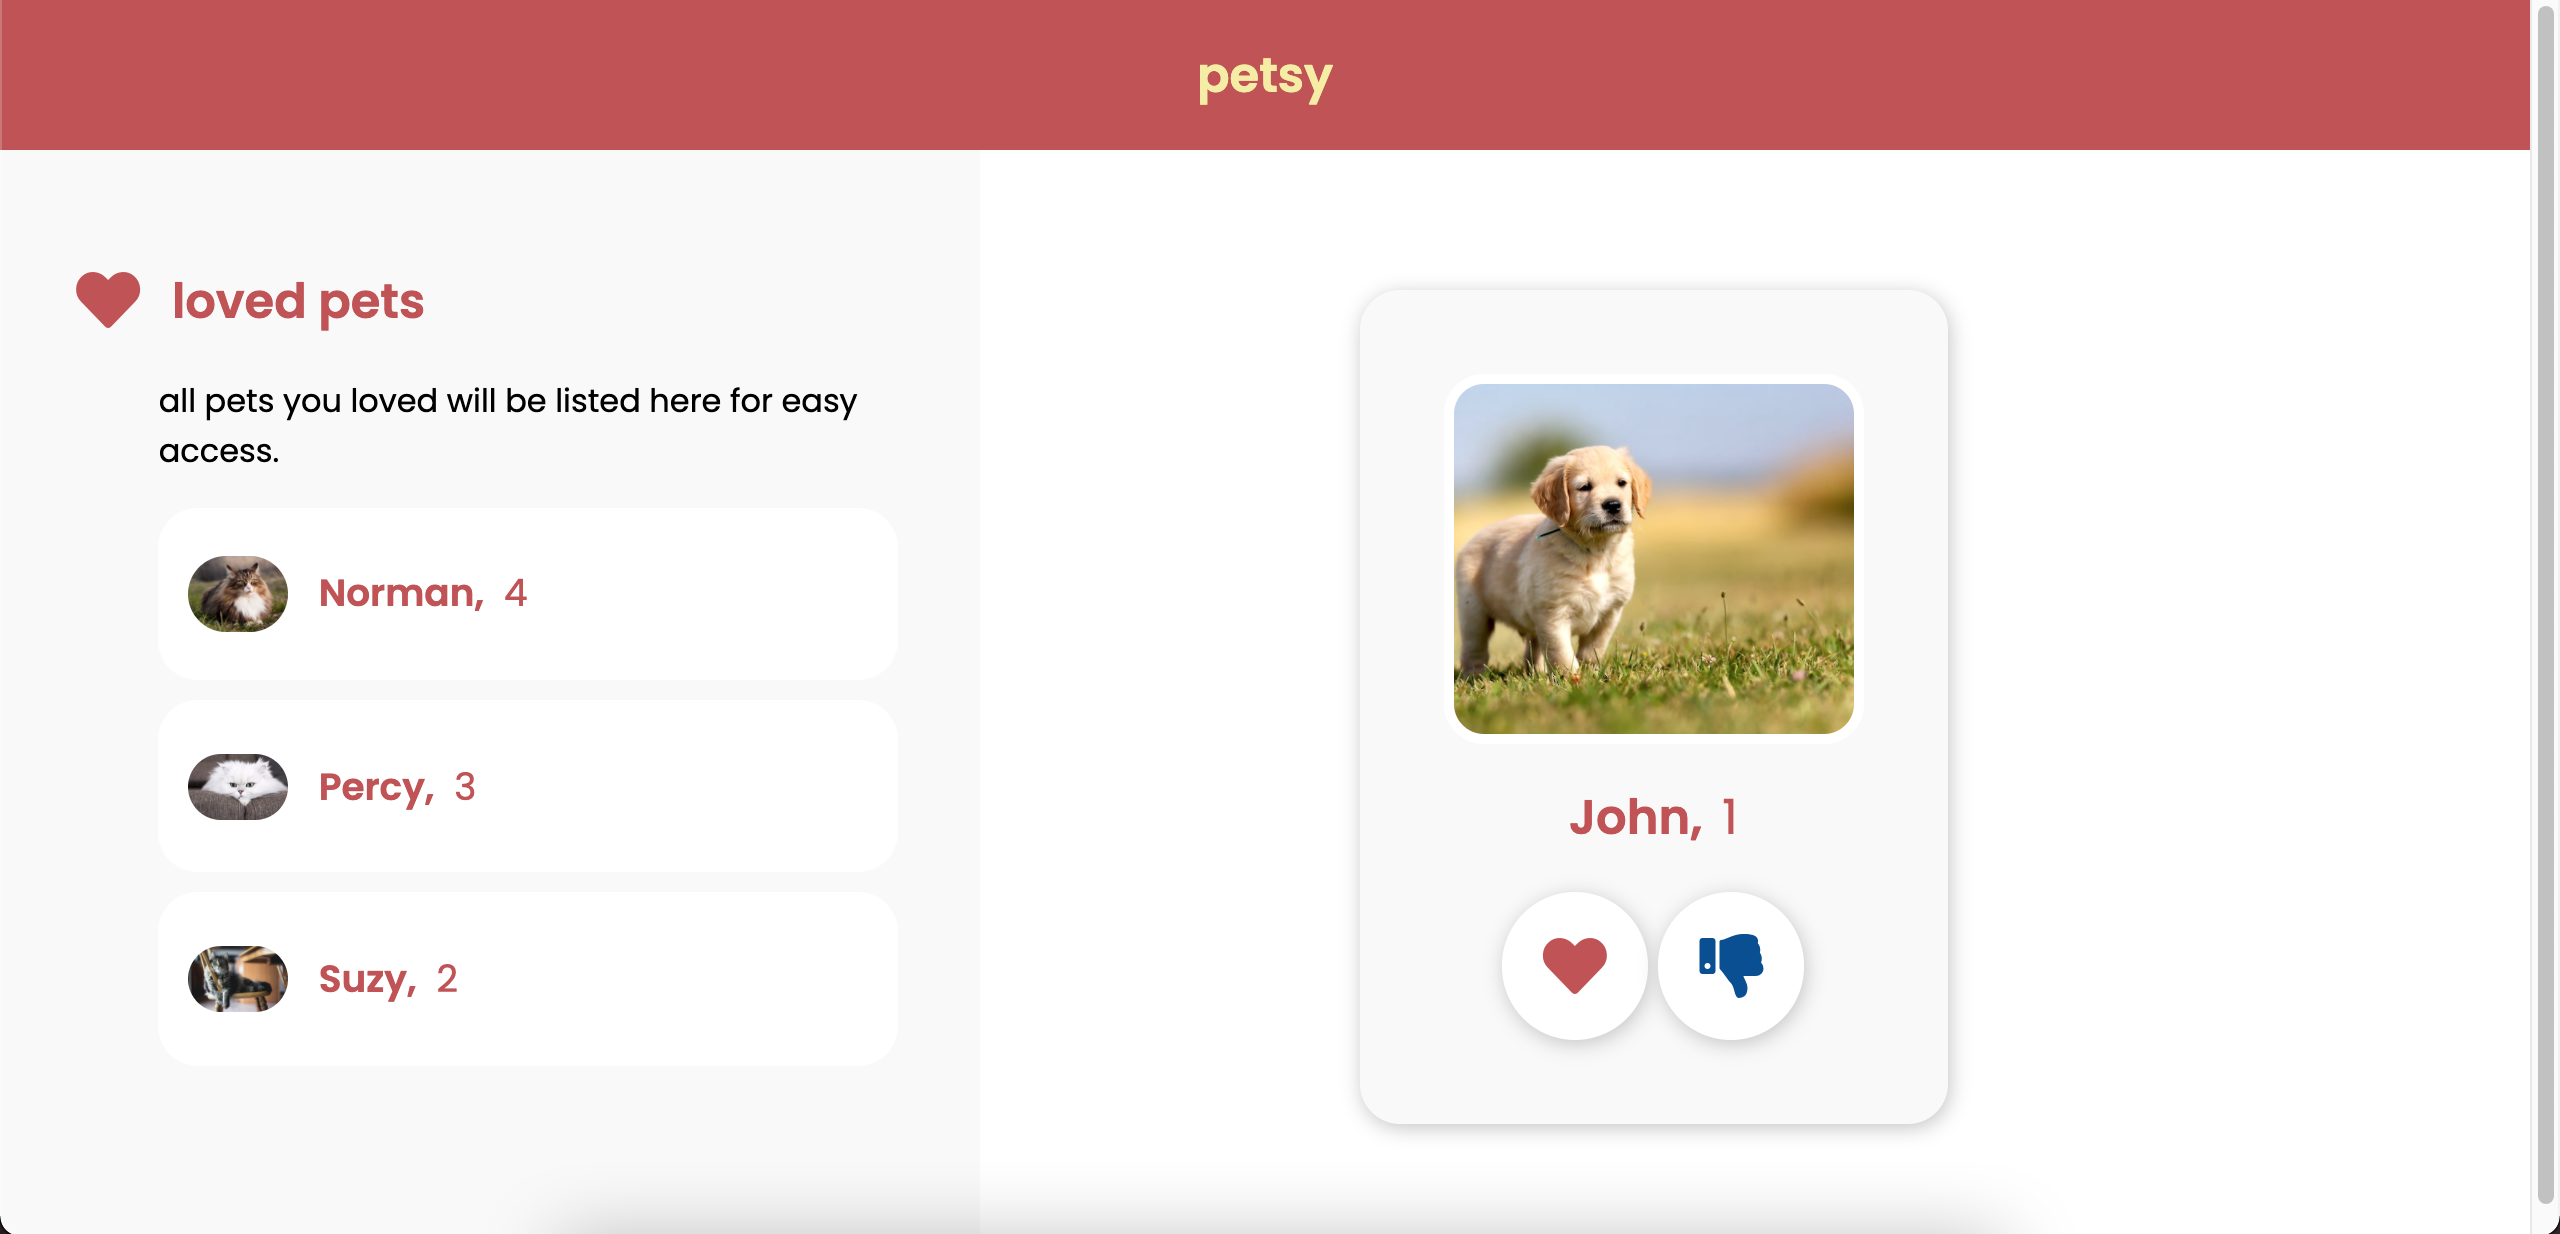 petsy
loved pets
all pets you loved will be listed here for easy
access.
Norman, 4
Percy, 3
Suzy, 2
John, 1